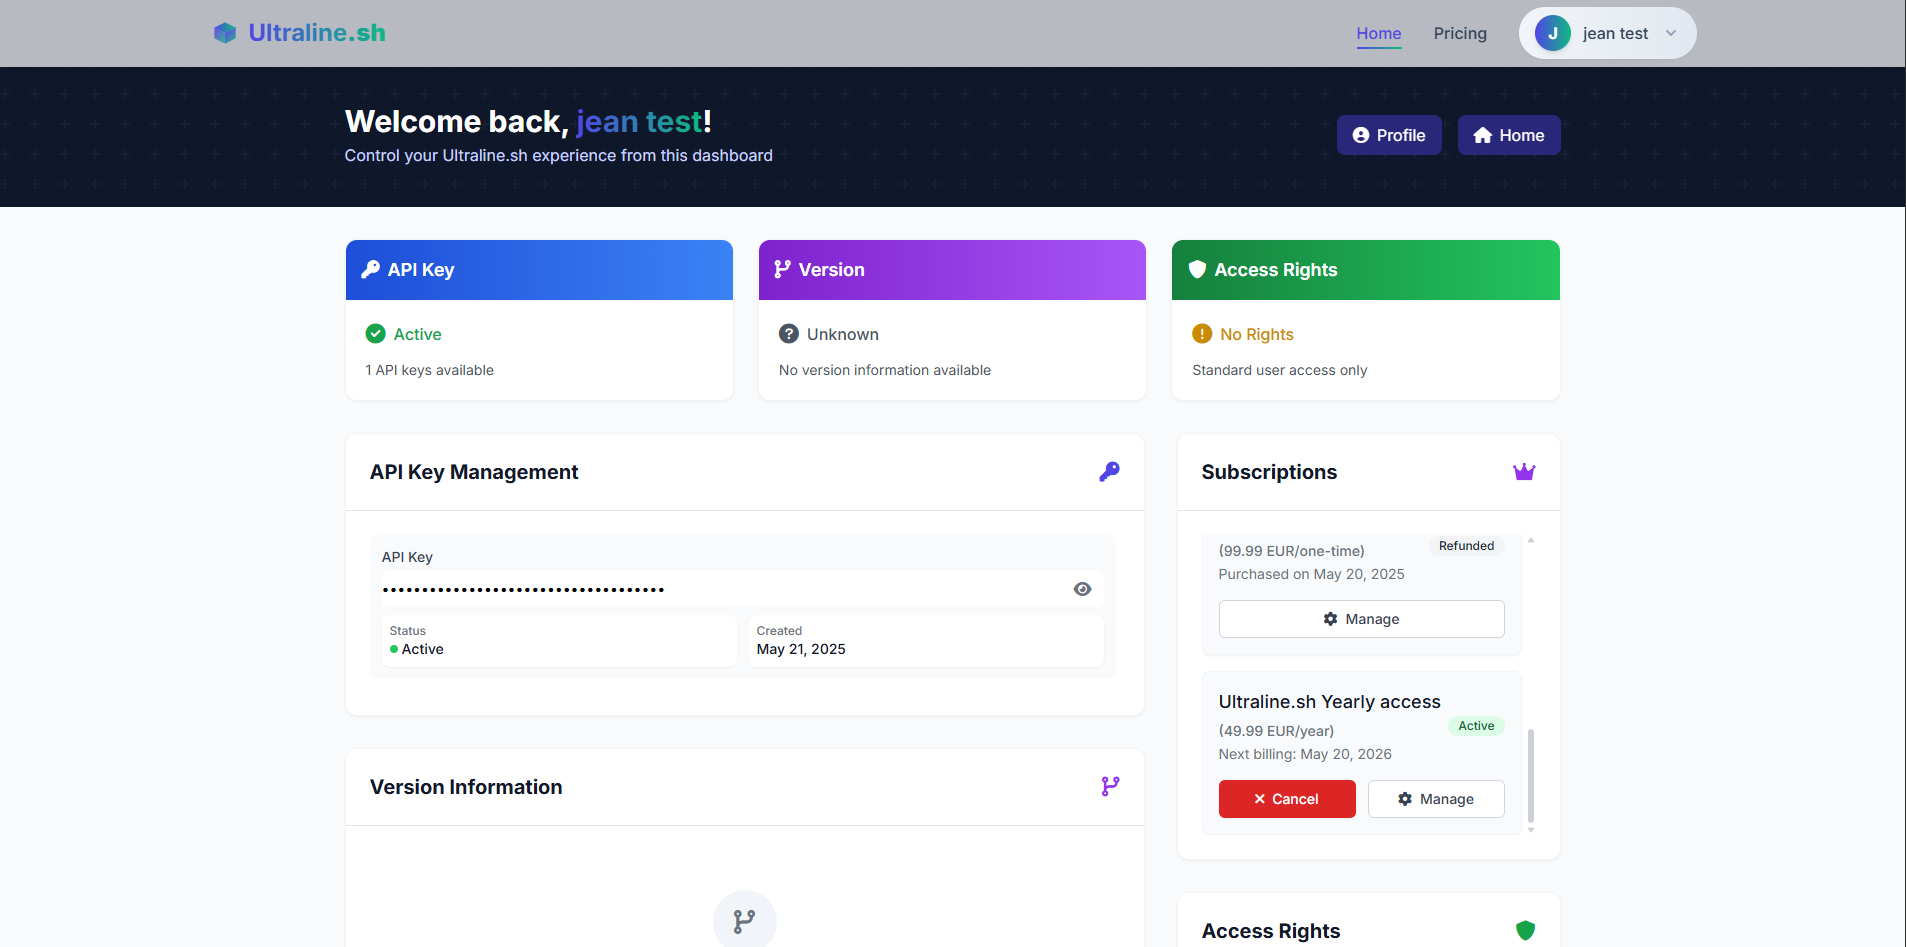 Ultraline.sh
Home
Pricing
J
jean test
Welcome back, jean test!
Control your Ultraline.sh experience from this dashboard
Profile
Home
API Key
Active
1 API keys available
Version
Unknown
No version information available
Access Rights
No Rights
Standard user access only
API Key Management
API Key
••••••••••••••••••••••••••••••••••••
Status
Active
Created
May 21, 2025
Version Information
Subscriptions
(99.99 EUR/one-time)
Refunded
Purchased on May 20, 2025
Manage
Ultraline.sh Yearly access
(49.99 EUR/year)
Active
Next billing: May 20, 2026
Cancel
Manage
Access Rights